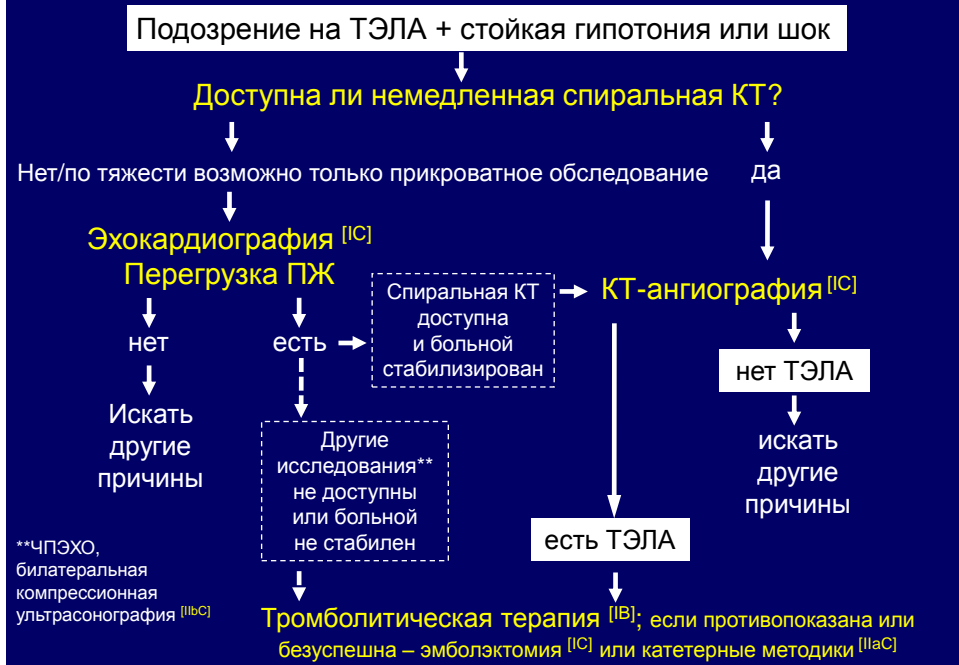 Подозрение на ТЭЛА + стойкая гипотония или шок
Доступна ли немедленная спиральная КТ?
Нет/по тяжести возможно только прикроватное обследование
да
Эхокардиография [IC]
Перегрузка ПЖ
нет
есть
Искать
другие
причины
Спиральная КТ
доступна
и больной
стабилизирован
КТ-ангиография [IC]
нет ТЭЛА
искать
другие
причины
Другие
исследования**
не доступны
или больной
не стабилен
есть ТЭЛА
**ЧПЭХО,
билатеральная
компрессионная
ультрасонография [IIbC]
Тромболитическая терапия [IB]; если противопоказана или
безуспешна – эмболэктомия [IC] или катетерные методики [IIaC]